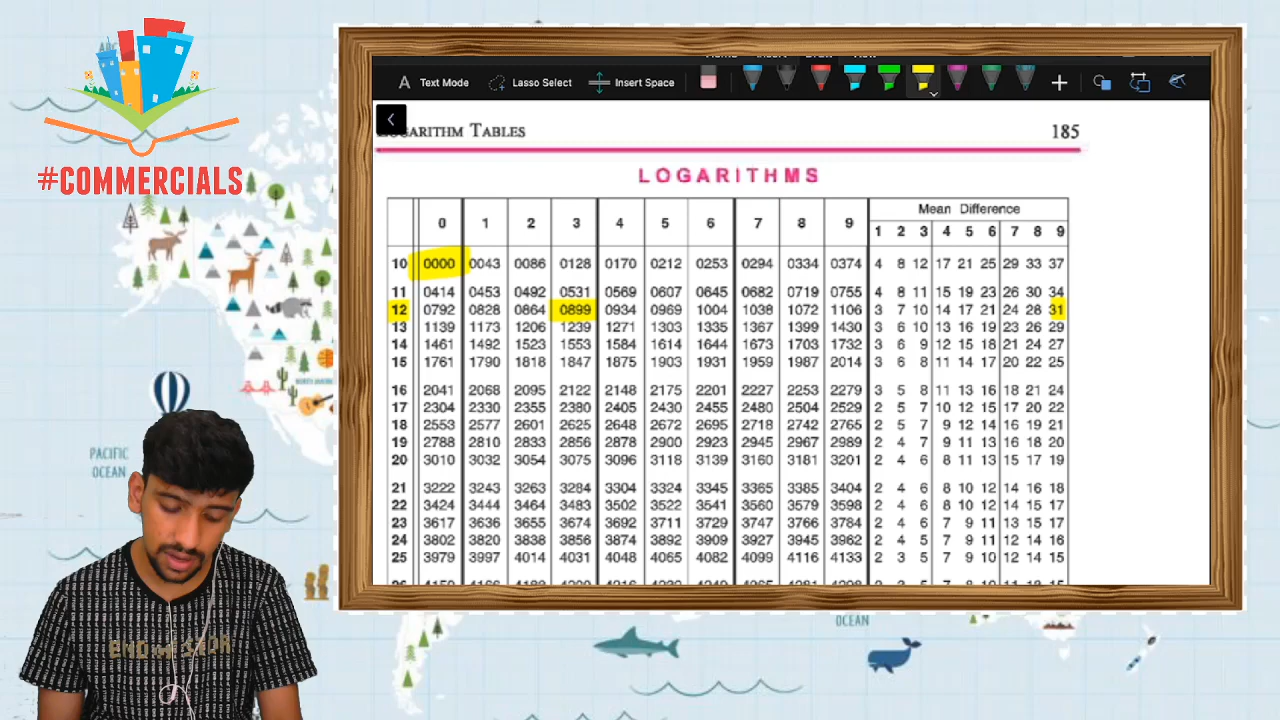 #COMMERCIALS
PACIFIC
OCEAN
OCEAN
Text Mode
Lasso Select
Insert Space
ARITHM TABLES 185
LOGARITHMS
Mean Difference
0 1 2 3 4 5 6 7 8 9 1 2 3 4 5 6 7 8 9
10 0000 0043 0086 0128 0170 0212 0253 0294 0334 0374 4 8 12 17 21 25 29 33 37
11 0414 0453 0492 0531 0569 0607 0645 0682 0719 0755 4 8 11 15 19 23 26 30 34
12 0792 0828 0864 0899 0934 0969 1004 1038 1072 1106 3 7 10 14 17 21 24 28 31
13 1139 1173 1206 1239 1271 1303 1335 1367 1399 1430 3 6 10 13 16 19 23 26 29
14 1461 1492 1523 1553 1584 1614 1644 1673 1703 1732 3 6 9 12 15 18 21 24 27
15 1761 1790 1818 1847 1875 1903 1931 1959 1987 2014 3 6 8 11 14 17 20 22 25
16 2041 2068 2095 2122 2148 2175 2201 2227 2253 2279 3 5 8 11 13 16 18 21 24
17 2304 2330 2355 2380 2405 2430 2455 2480 2504 2529 2 5 7 10 12 15 17 20 22
18 2553 2577 2601 2625 2648 2672 2695 2718 2742 2765 2 5 7 9 12 14 16 19 21
19 2788 2810 2833 2856 2878 2900 2923 2945 2967 2989 2 4 7 9 11 13 16 18 20
20 3010 3032 3054 3075 3096 3118 3139 3160 3181 3201 2 4 6 8 11 13 15 17 19
21 3222 3243 3263 3284 3304 3324 3345 3365 3385 3404 2 4 6 8 10 12 14 16 18
22 3424 3444 3464 3483 3502 3522 3541 3560 3579 3598 2 4 6 8 10 12 14 15 17
23 3617 3636 3655 3674 3692 3711 3729 3747 3766 3784 2 4 6 7 9 11 13 15 17
24 3802 3820 3838 3856 3874 3892 3909 3927 3945 3962 2 4 5 7 9 11 12 14 16
25 3979 3997 4014 4031 4048 4065 4082 4099 4116 4133 2 3 5 7 9 10 12 14 15